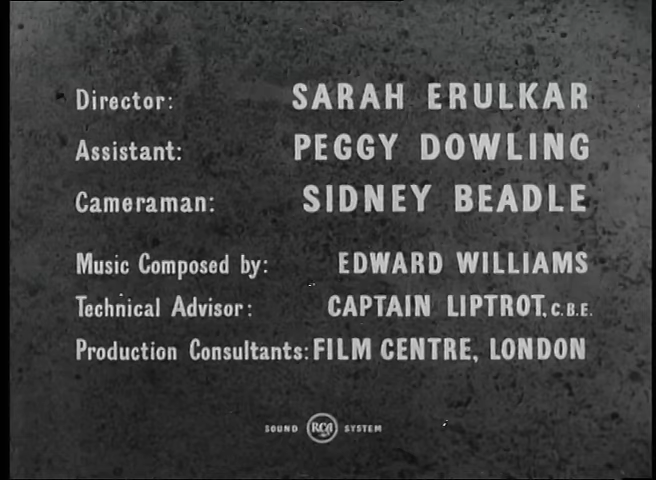 Director: SARAH ERULKAR
Assistant: PEGGY DOWLING
Cameraman: SIDNEY BEADLE
Music Composed by: EDWARD WILLIAMS
Technical Advisor: CAPTAIN LIPTROT, C.B.E.
Production Consultants: FILM CENTRE, LONDON
SOUND RCA SYSTEM